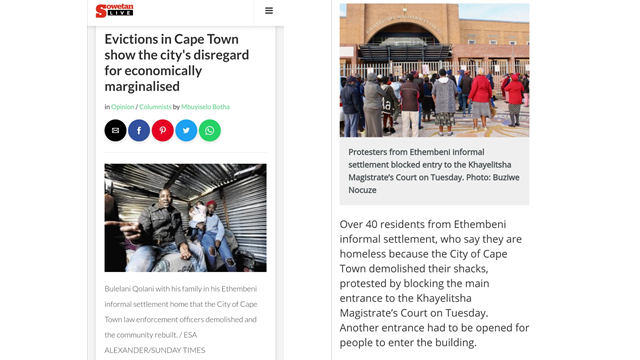 Sowetan
LIVE
Evictions in Cape Town
show the city's disregard
for economically
marginalised
in Opinion / Columnists by Mbuyiselo Botha
Bulelani Qolani with his family in his Ethembeni
informal settlement home that the City of Cape
Town law enforcement officers demolished and
the community rebuilt. / ESA
ALEXANDER/SUNDAY TIMES
Protesters from Ethembeni informal
settlement blocked entry to the Khayelitsha
Magistrate's Court on Tuesday. Photo: Buziwe
Nocuze
Over 40 residents from Ethembeni
informal settlement, who say they are
homeless because the City of Cape
Town demolished their shacks,
protested by blocking the main
entrance to the Khayelitsha
Magistrate's Court on Tuesday.
Another entrance had to be opened for
people to enter the building.